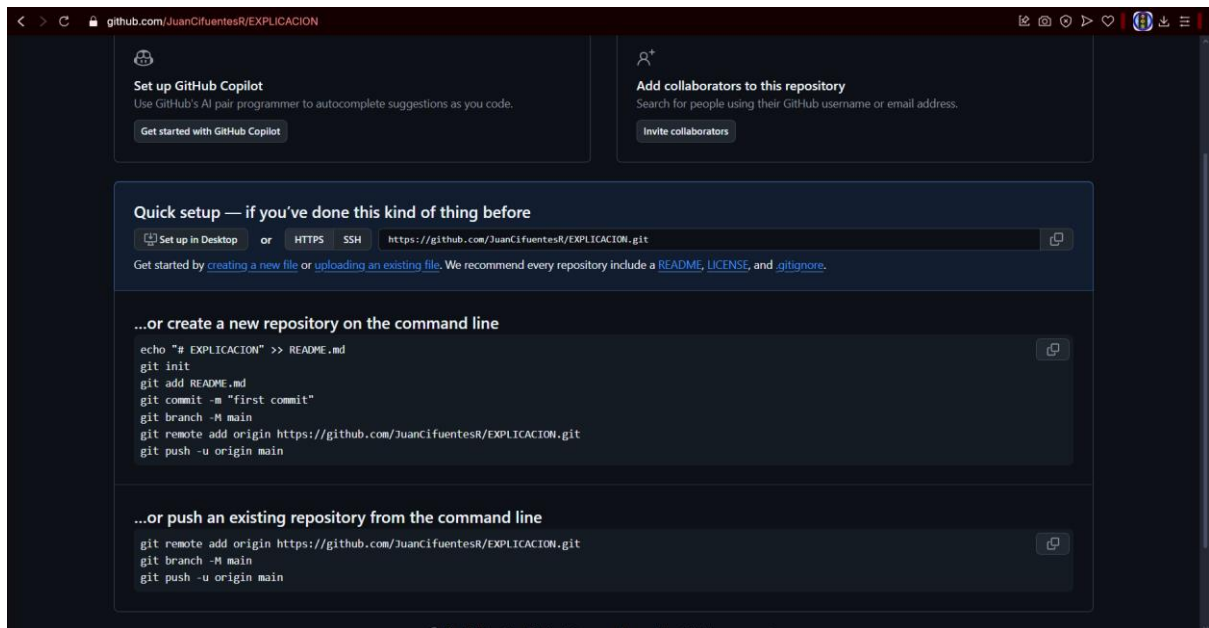 github.com/JuanCifuentesR/EXPLICACION
Set up GitHub Copilot
Use GitHub's AI pair programmer to autocomplete suggestions as you code.
Get started with GitHub Copilot
Add collaborators to this repository
Search for people using their GitHub username or email address.
Invite collaborators
Quick setup — if you've done this kind of thing before
Set up in Desktop or HTTPS SSH https://github.com/JuanCifuentesR/EXPLICACION.git
Get started by creating a new file or uploading an existing file. We recommend every repository include a README, LICENSE, and .gitignore.
...or create a new repository on the command line
echo "# EXPLICACION" >> README.md
git init
git add README.md
git commit -m "first commit"
git branch -M main
git remote add origin https://github.com/JuanCifuentesR/EXPLICACION.git
git push -u origin main
...or push an existing repository from the command line
git remote add origin https://github.com/JuanCifuentesR/EXPLICACION.git
git branch -M main
git push -u origin main